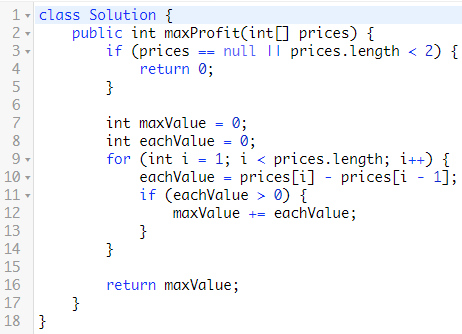 1 class Solution {
2     public int maxProfit(int[] prices) {
3         if (prices == null || prices.length < 2) {
4             return 0;
5         }
6
7         int maxValue = 0;
8         int eachValue = 0;
9         for (int i = 1; i < prices.length; i++) {
10             eachValue = prices[i] - prices[i - 1];
11             if (eachValue > 0) {
12                 maxValue += eachValue;
13             }
14         }
15
16         return maxValue;
17     }
18 }